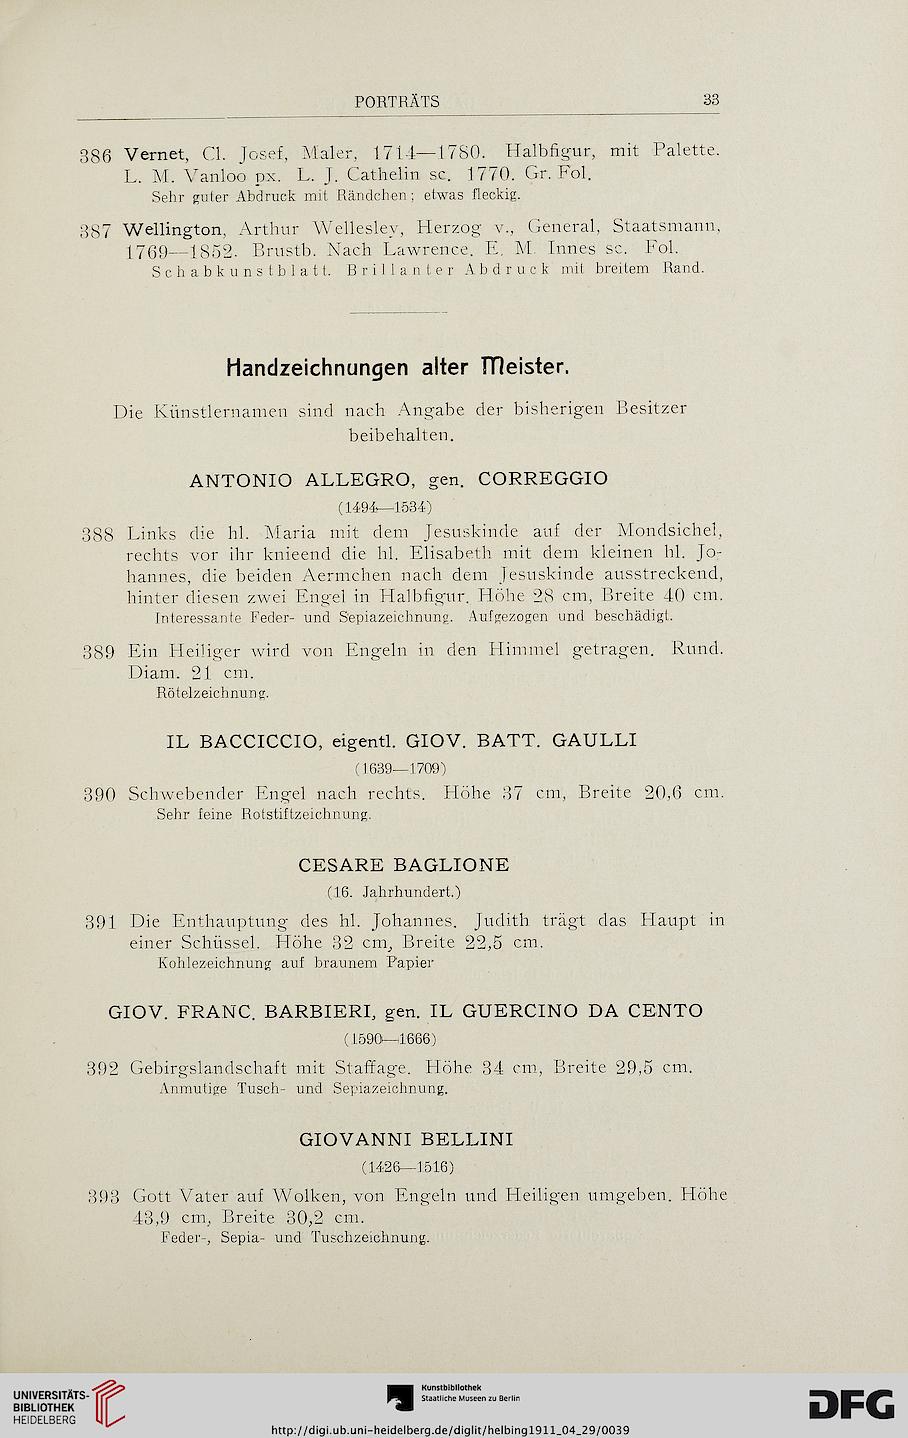 PORTRÄTS 33
386 Vernet, Cl. Josef, Maler, 1714—1780. Halbfigur, mit Palette.
L. M. Vanloo px. L. J. Cathelin sc. 1770. Gr. Fol.
Sehr guter Abdruck mit Rändchen; etwas fleckig.
387 Wellington, Arthur Wellesley, Herzog v., General, Staatsmann,
1769—1852. Brustb. Nach Lawrence. E. M. Innes sc. Fol.
Schabkunstblatt. Brillanter Abdruck mit breitem Rand.
Handzeichnungen alter Meister.
Die Künstlernamen sind nach Angabe der bisherigen Besitzer
beibehalten.
ANTONIO ALLEGRO, gen. CORREGGIO
(1494—1534)
388 Links die hl. Maria mit dem Jesuskinde auf der Mondsichel,
rechts vor ihr knieend die hl. Elisabeth mit dem kleinen hl. Jo-
hannes, die beiden Aermchen nach dem Jesuskinde ausstreckend,
hinter diesen zwei Engel in Halbfigur. Höhe 28 cm, Breite 40 cm.
Interessante Feder- und Sepiazeichnung. Aufgezogen und beschädigt.
389 Ein Heiliger wird von Engeln in den Himmel getragen. Rund.
Diam. 21 cm.
Rötelzeichnung.
IL BACCICCIO, eigentl. GIOV. BATT. GAULLI
(1639—1709)
390 Schwebender Engel nach rechts. Höhe 37 cm, Breite 20,6 cm.
Sehr feine Rotstiftzeichnung.
CESARE BAGLIONE
(16. Jahrhundert.)
391 Die Enthauptung des hl. Johannes. Judith trägt das Haupt in
einer Schüssel. Höhe 32 cm, Breite 22,5 cm.
Kohlezeichnung auf braunem Papier
GIOV. FRANC. BARBIERI, gen. IL GUERCINO DA CENTO
(1590—1666)
392 Gebirgslandschaft mit Staffage. Höhe 34 cm, Breite 29,5 cm.
Anmutige Tusch- und Sepiazeichnung.
GIOVANNI BELLINI
(1426—1516)
393 Gott Vater auf Wolken, von Engeln und Heiligen umgeben. Höhe
43,9 cm, Breite 30,2 cm.
Feder-, Sepia- und Tuschzeichnung.
UNIVERSITÄTS-
BIBLIOTHEK
HEIDELBERG
Kunstbibliothek
Staatliche Museen zu Berlin
DFG
http://digi.ub.uni-heidelberg.de/diglit/helbing1911_04_29/0039